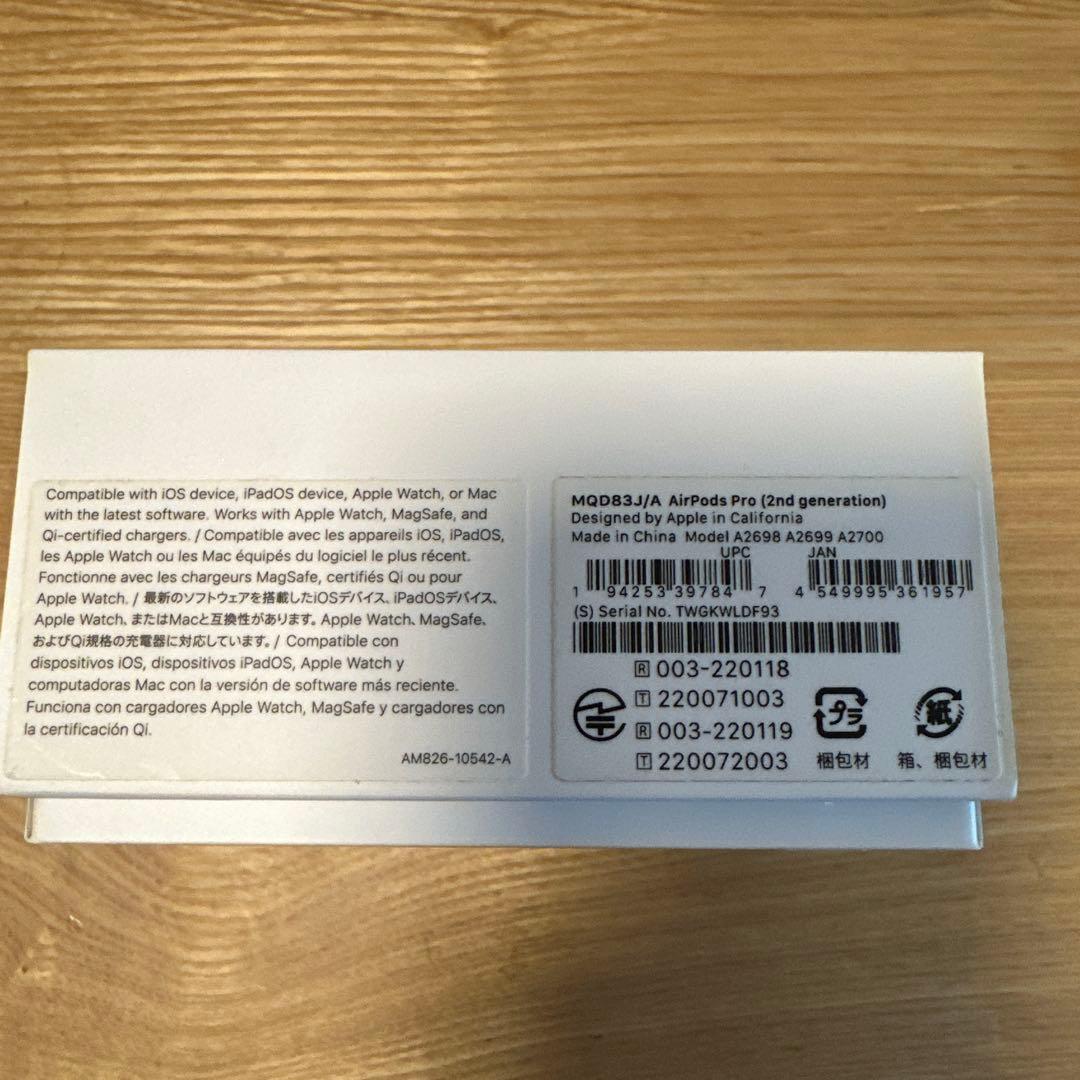 Compatible with iOS device, iPadOS device, Apple Watch, or Mac
with the latest software. Works with Apple Watch, MagSafe, and
Qi-certified chargers. / Compatible avec les appareils iOS, iPadOS,
les Apple Watch ou les Mac équipés du logiciel le plus récent.
Fonctionne avec les chargeurs MagSafe, certifiés Qi ou pour
Apple Watch. / 最新のソフトウェアを搭載したiOSデバイス、iPadOSデバイス、
Apple Watch、またはMacと互換性があります。Apple Watch、MagSafe、
およびQi規格の充電器に対応しています。/ Compatible con
dispositivos iOS, dispositivos iPadOS, Apple Watch y
computadoras Mac con la versión de software más reciente.
Funciona con cargadores Apple Watch, MagSafe y cargadores con
la certificación Qi.
AM826-10542-A
MQD83J/A AirPods Pro (2nd generation)
Designed by Apple in California
Made in China Model A2698 A2699 A2700
UPC JAN
1 94253 39784 7 4 549995 361957
(S) Serial No. TWGKWLDF93
R 003-220118
T 220071003
R 003-220119
T 220072003
プラ
梱包材
紙
箱、梱包材